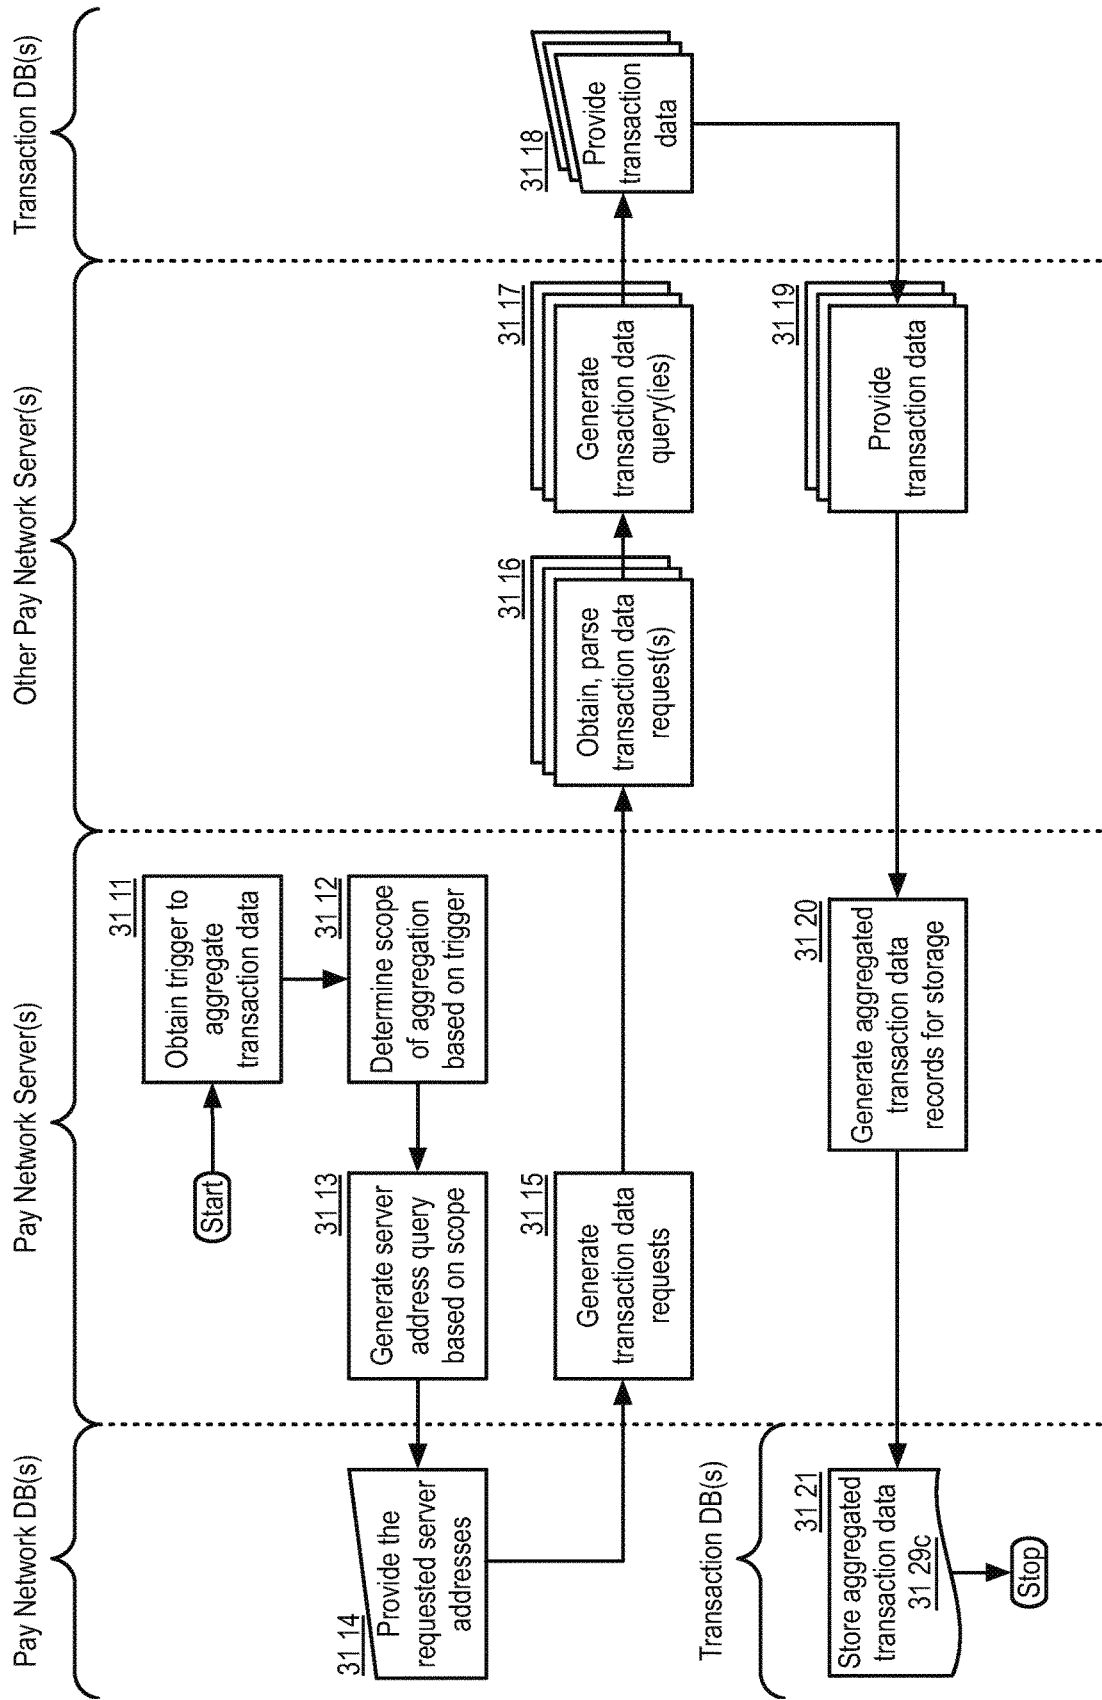 Pay Network DB(s)
Pay Network Server(s)
Other Pay Network Server(s)
Transaction DB(s)
Start
31 11
Obtain trigger to
aggregate
transaction data
31 12
Determine scope
of aggregation
based on trigger
31 13
Generate server
address query
based on scope
31 14
Provide the
requested server
addresses
31 15
Generate
transaction data
requests
31 16
Obtain, parse
transaction data
request(s)
31 17
Generate
transaction data
query(ies)
31 18
Provide
transaction
data
31 19
Provide
transaction data
31 20
Generate aggregated
transaction data
records for storage
Transaction DB(s)
31 21
Store aggregated
transaction data
31 29c
Stop